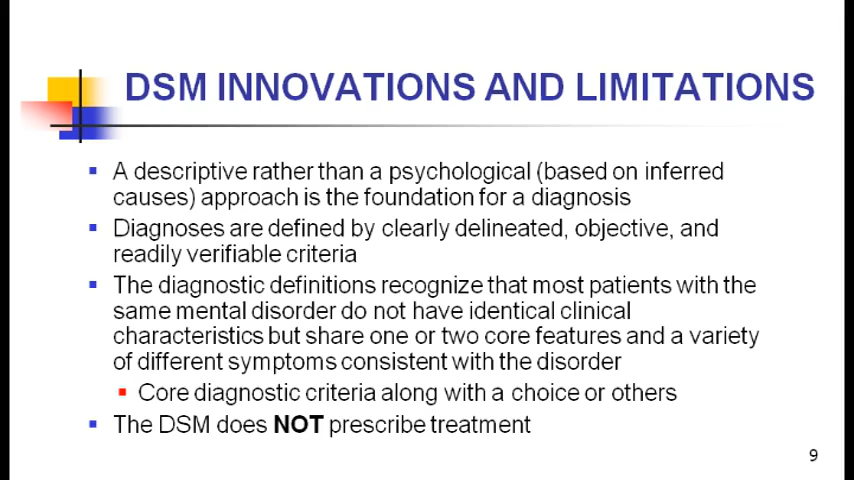 DSM INNOVATIONS AND LIMITATIONS
A descriptive rather than a psychological (based on inferred
causes) approach is the foundation for a diagnosis
Diagnoses are defined by clearly delineated, objective, and
readily verifiable criteria
The diagnostic definitions recognize that most patients with the
same mental disorder do not have identical clinical
characteristics but share one or two core features and a variety
of different symptoms consistent with the disorder
Core diagnostic criteria along with a choice or others
The DSM does NOT prescribe treatment
9